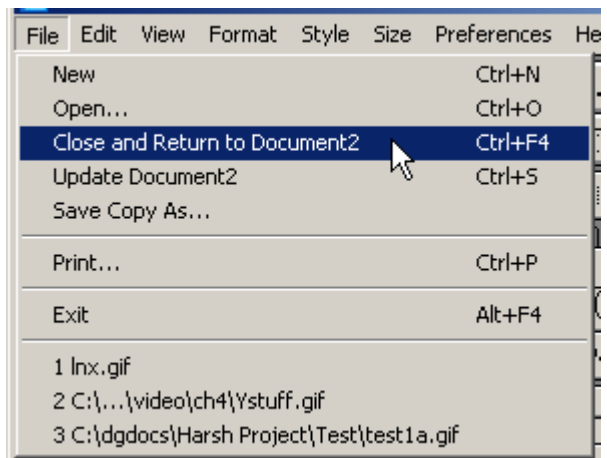 File Edit View Format Style Size Preferences He
New Ctrl+N
Open... Ctrl+O
Close and Return to Document2 Ctrl+F4
Update Document2 Ctrl+S
Save Copy As...
Print... Ctrl+P
Exit Alt+F4
1 lnx.gif
2 C:\...\video\ch4\Ystuff.gif
3 C:\dgdocs\Harsh Project\Test\test1a.gif